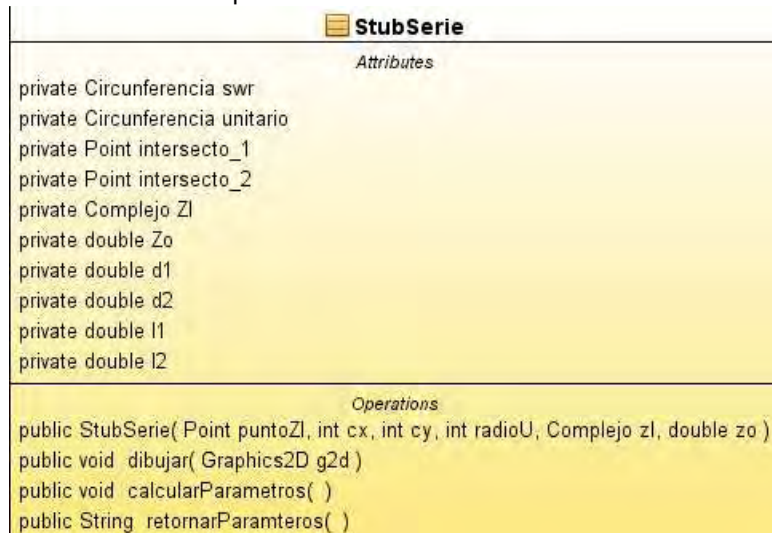 StubSerie
Attributes
private Circunferencia swr
private Circunferencia unitario
private Point intersecto_1
private Point intersecto_2
private Complejo Zl
private double Zo
private double d1
private double d2
private double l1
private double l2
Operations
public StubSerie( Point puntoZl, int cx, int cy, int radioU, Complejo zl, double zo )
public void dibujar( Graphics2D g2d )
public void calcularParametros( )
public String retornarParamteros( )